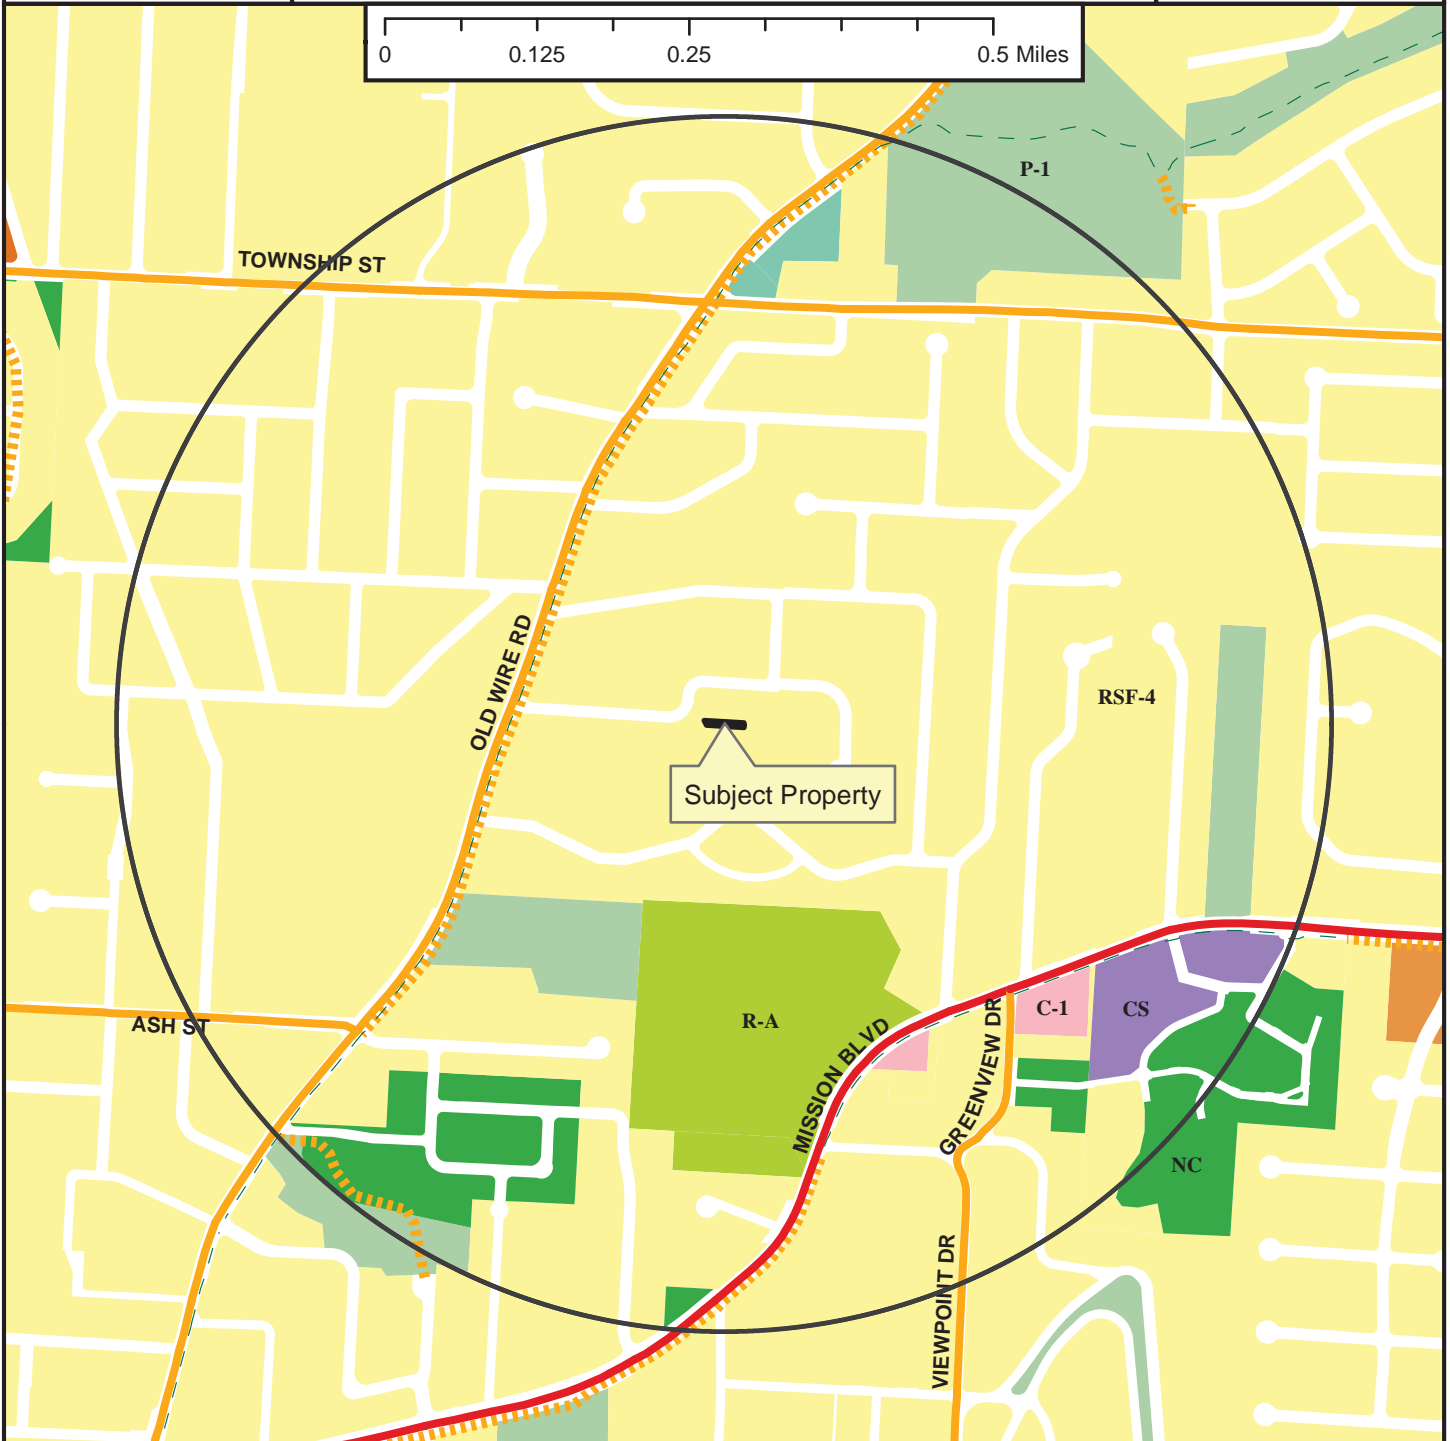 0 0.125 0.25 0.5 Miles
P-1
TOWNSHIP ST
OLD WIRE RD
RSF-4
Subject Property
ASH ST
R-A
MISSION BLVD
GREENVIEW DR
C-1
CS
NC
VIEWPOINT DR